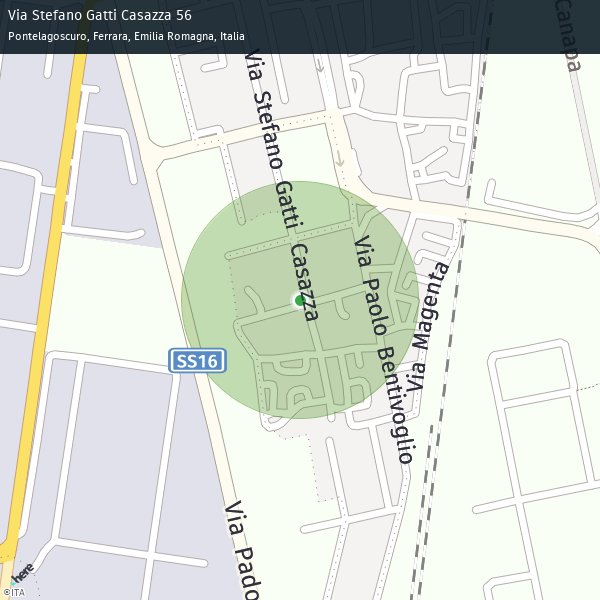 Via Stefano Gatti Casazza 56
Pontelagoscuro, Ferrara, Emilia Romagna, Italia
Canapa
Via Stefano Gatti Casazza
Via Paolo Bentivoglio
Via Magenta
SS16
Via Pado
here
©ITA